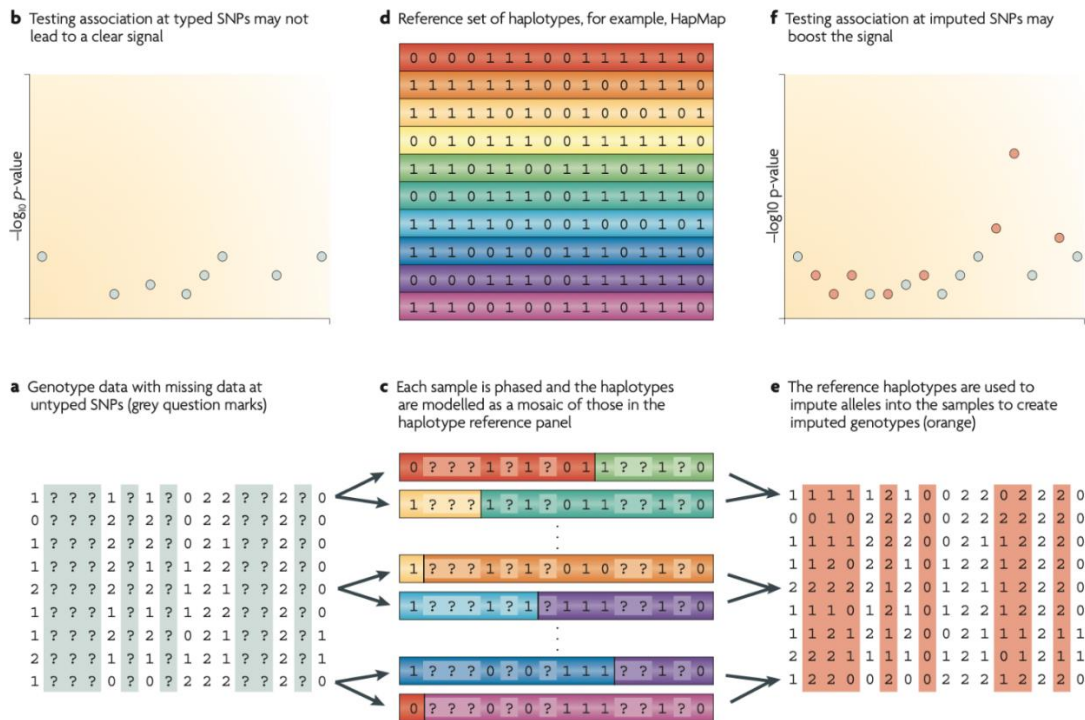 b Testing association at typed SNPs may not
lead to a clear signal
–log₁₀ p-value
d Reference set of haplotypes, for example, HapMap
0 0 0 0 1 1 1 0 0 1 1 1 1 1 1 0
1 1 1 1 1 1 1 0 0 1 0 0 1 1 1 0
1 1 1 1 1 0 1 0 0 1 0 0 0 1 0 1
0 0 1 0 1 1 1 0 0 1 1 1 1 1 1 0
1 1 1 0 1 1 0 0 1 1 1 0 1 1 1 0
0 0 1 0 1 1 1 0 0 1 1 1 1 1 1 0
1 1 1 1 1 0 1 0 0 1 0 0 0 1 0 1
1 1 1 0 0 1 0 0 1 1 1 0 1 1 1 0
0 0 0 0 1 1 1 0 0 1 1 1 1 1 1 0
1 1 1 0 0 1 0 0 1 1 1 0 1 1 1 0
f Testing association at imputed SNPs may
boost the signal
–log10 p-value
a Genotype data with missing data at
untyped SNPs (grey question marks)
1 ? ? ? 1 ? 1 ? 0 2 2 ? ? 2 ? 0
0 ? ? ? 2 ? 2 ? 0 2 2 ? ? 2 ? 0
1 ? ? ? 2 ? 2 ? 0 2 1 ? ? 2 ? 0
1 ? ? ? 2 ? 1 ? 1 2 2 ? ? 2 ? 0
2 ? ? ? 2 ? 1 ? 1 2 1 ? ? 2 ? 0
1 ? ? ? 1 ? 1 ? 1 2 2 ? ? 2 ? 0
1 ? ? ? 2 ? 2 ? 0 2 1 ? ? 2 ? 1
2 ? ? ? 1 ? 1 ? 1 2 1 ? ? 2 ? 1
1 ? ? ? 0 ? 0 ? 2 2 2 ? ? 2 ? 0
c Each sample is phased and the haplotypes
are modelled as a mosaic of those in the
haplotype reference panel
0 ? ? ? 1 ? 1 ? 0 1 1 ? ? 1 ? 0
1 ? ? ? 1 ? 1 ? 0 1 1 ? ? 1 ? 0
1 ? ? ? 1 ? 1 ? 0 1 0 ? ? 1 ? 0
1 ? ? ? 1 ? 1 ? 1 1 1 ? ? 1 ? 0
1 ? ? ? 0 ? 0 ? 1 1 1 ? ? 1 ? 0
0 ? ? ? 0 ? 0 ? 1 1 1 ? ? 1 ? 0
e The reference haplotypes are used to
impute alleles into the samples to create
imputed genotypes (orange)
1 1 1 1 1 2 1 0 0 2 2 0 2 2 2 0
0 0 1 0 2 2 2 0 0 2 2 2 2 2 2 0
1 1 1 1 2 2 2 0 0 2 1 1 2 2 2 0
1 1 2 0 2 2 1 0 1 2 2 1 2 2 2 0
2 2 2 2 2 1 2 0 1 2 1 1 1 2 2 0
1 1 1 0 1 2 1 0 1 2 2 1 2 2 2 0
1 1 2 1 2 1 2 0 0 2 1 1 1 2 1 1
2 2 2 1 1 1 1 0 1 2 1 0 1 2 1 1
1 2 2 0 0 2 0 0 2 2 2 1 2 2 2 0